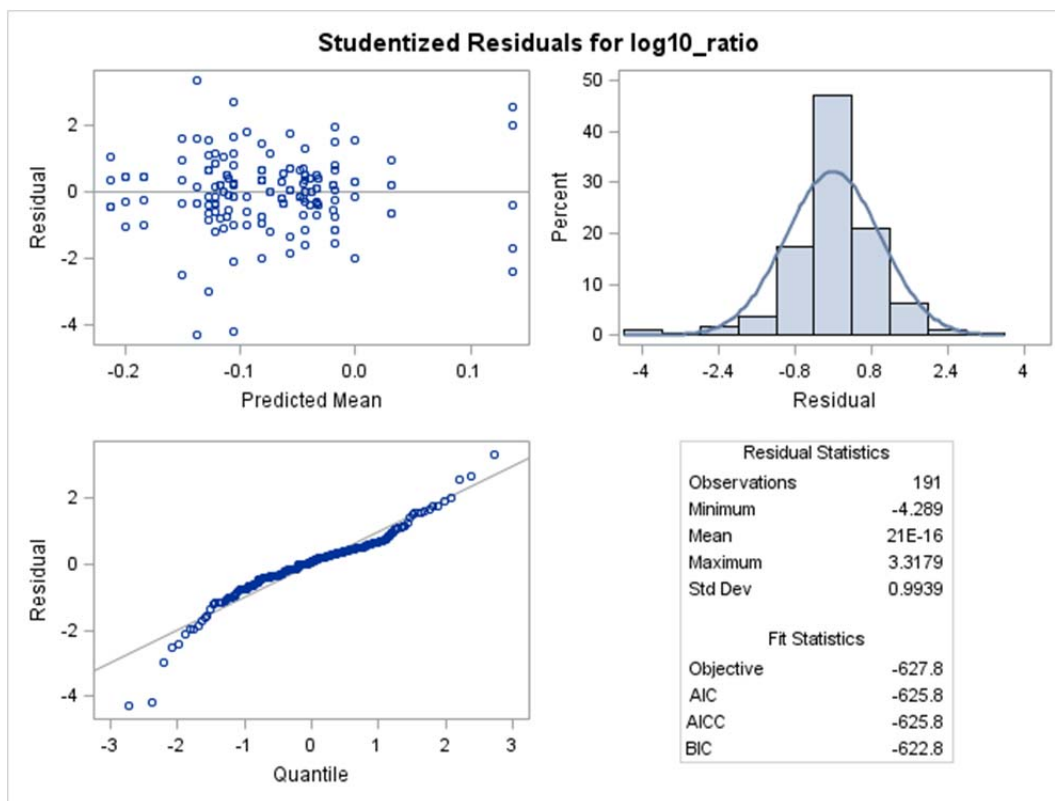 Studentized Residuals for log10_ratio
2
0
-2
-4
Residual
-0.2 -0.1 0.0 0.1
Predicted Mean
50
40
30
20
10
0
Percent
-4 -2.4 -0.8 0.8 2.4 4
Residual
2
0
-2
-4
Residual
-3 -2 -1 0 1 2 3
Quantile
Residual Statistics
Observations 191
Minimum -4.289
Mean 21E-16
Maximum 3.3179
Std Dev 0.9939
Fit Statistics
Objective -627.8
AIC -625.8
AICC -625.8
BIC -622.8